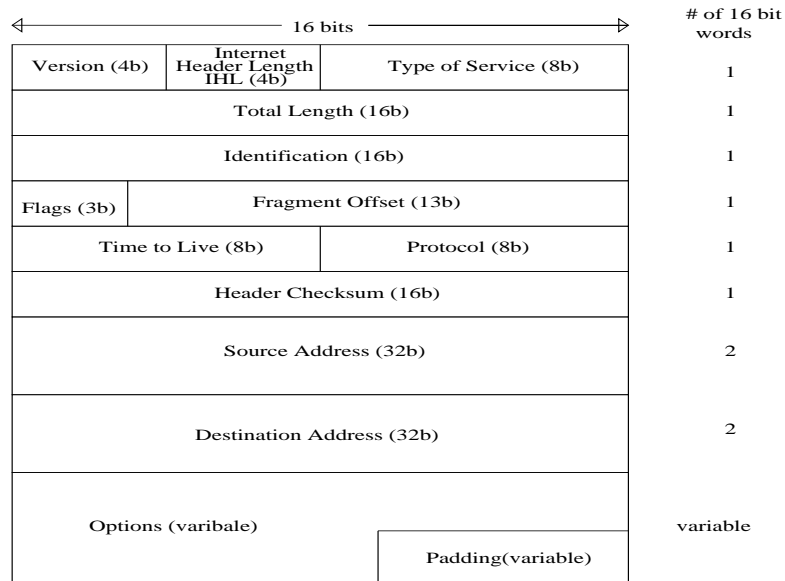 16 bits
# of 16 bit
words
Version (4b)
Internet
Header Length
IHL (4b)
Type of Service (8b)
1
Total Length (16b)
1
Identification (16b)
1
Flags (3b)
Fragment Offset (13b)
1
Time to Live (8b)
Protocol (8b)
1
Header Checksum (16b)
1
Source Address (32b)
2
Destination Address (32b)
2
Options (varibale)
variable
Padding(variable)